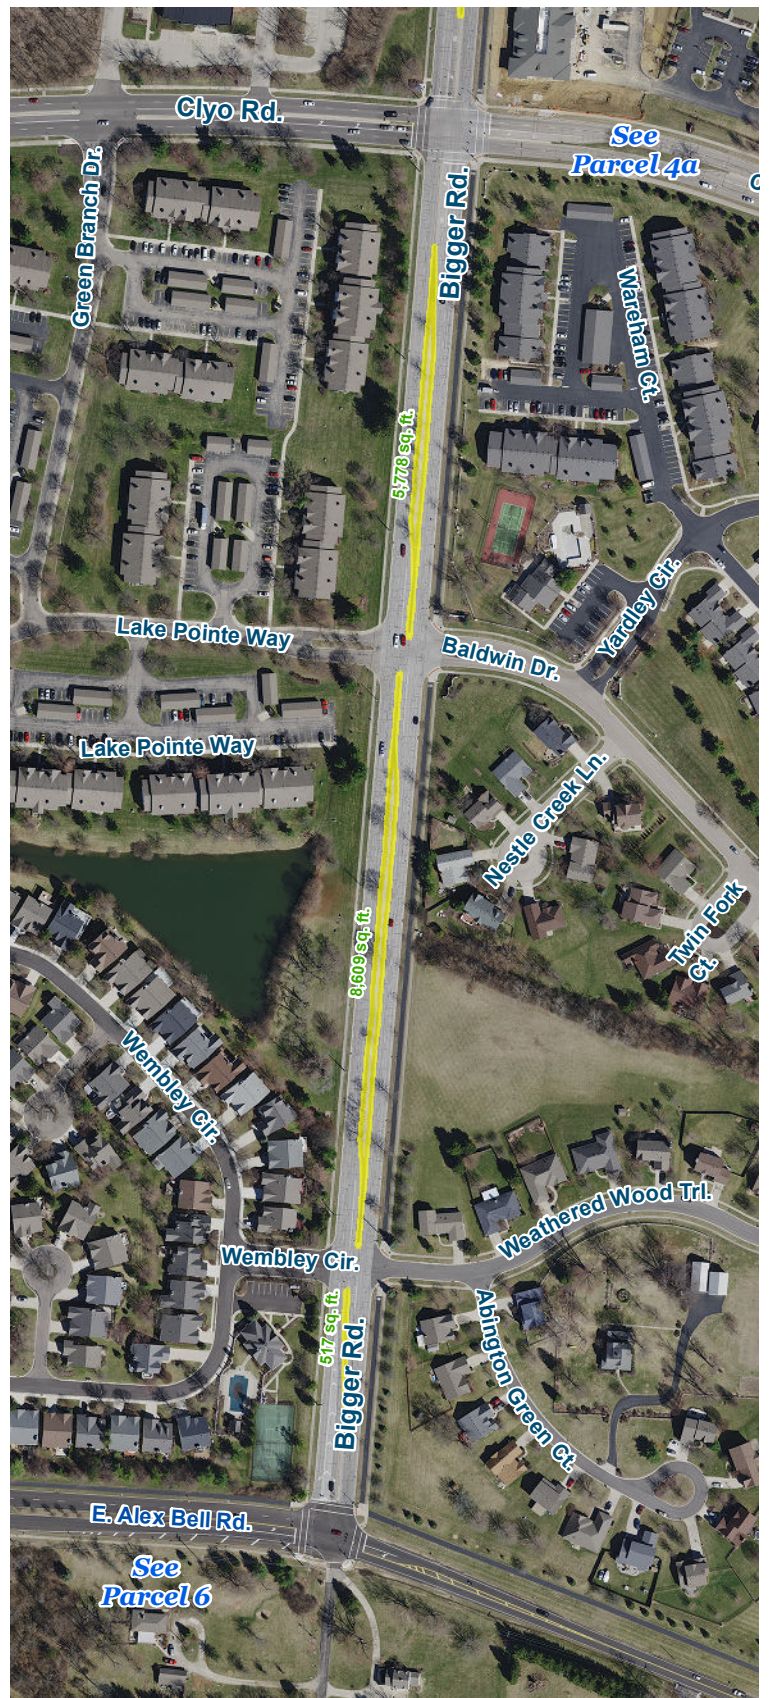 Clyo Rd.
See
Parcel 4a
Green Branch Dr.
Bigger Rd.
Wareham Ct.
5,778 sq. ft.
Yardley Cir.
Lake Pointe Way
Baldwin Dr.
Lake Pointe Way
Nestle Creek Ln.
Twin Fork
Ct.
8,609 sq. ft.
Wembley Cir.
Weathered Wood Trl.
Wembley Cir.
517 sq. ft.
Bigger Rd.
Abington Green Ct.
E. Alex Bell Rd.
See
Parcel 6